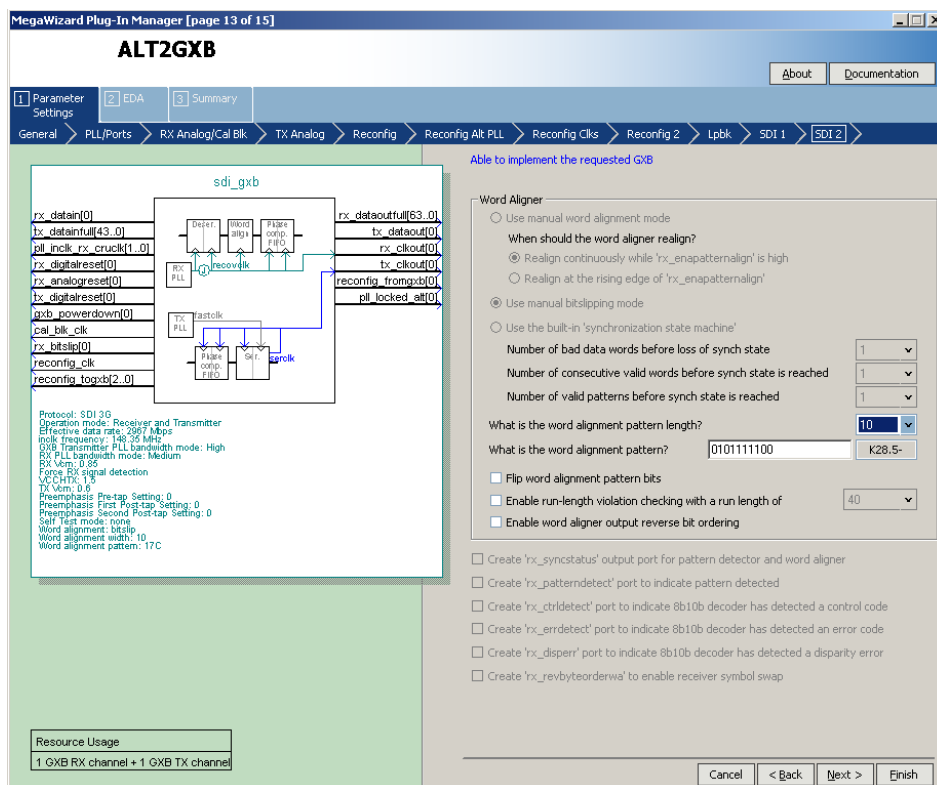 MegaWizard Plug-In Manager [page 13 of 15]
ALT2GXB
About
Documentation
1 Parameter Settings
2 EDA
3 Summary
General
PLL/Ports
RX Analog/Cal Blk
TX Analog
Reconfig
Reconfig Alt PLL
Reconfig Clks
Reconfig 2
Lpbk
SDI 1
SDI 2
sdi_gxb
rx_datain[0]
tx_datainfull[43..0]
pll_inclk_rx_cruclk[1..0]
rx_digitalreset[0]
rx_analogreset[0]
tx_digitalreset[0]
gxb_powerdown[0]
cal_blk_clk
rx_bitslip[0]
reconfig_clk
reconfig_togxb[2..0]
Deser.
Word align
Phase comp. FIFO
RX PLL
recovclk
TX PLL
fastclk
Phase comp. FIFO
Ser.
serclk
rx_dataoutfull[63..0]
tx_dataout[0]
rx_clkout[0]
tx_clkout[0]
reconfig_fromgxb[0]
pll_locked_alt[0]
Protocol: SDI 3G
Operation mode: Receiver and Transmitter
Effective data rate: 2967 Mbps
inclk frequency: 148.35 MHz
GXB Transmitter PLL bandwidth mode: High
RX PLL bandwidth mode: Medium
RX Vcm: 0.85
Force RX signal detection
VCCHTX: 1.5
TX Vcm: 0.6
Preemphasis Pre-tap Setting: 0
Preemphasis First Post-tap Setting: 0
Preemphasis Second Post-tap Setting: 0
Self Test mode: none
Word alignment: bitslip
Word alignment width: 10
Word alignment pattern: 17C
Resource Usage
1 GXB RX channel + 1 GXB TX channel
Able to implement the requested GXB
Word Aligner
Use manual word alignment mode
When should the word aligner realign?
Realign continuously while 'rx_enapatternalign' is high
Realign at the rising edge of 'rx_enapatternalign'
Use manual bitslipping mode
Use the built-in 'synchronization state machine'
Number of bad data words before loss of synch state 1
Number of consecutive valid words before synch state is reached 1
Number of valid patterns before synch state is reached 1
What is the word alignment pattern length? 10
What is the word alignment pattern? 0101111100 K28.5-
Flip word alignment pattern bits
Enable run-length violation checking with a run length of 40
Enable word aligner output reverse bit ordering
Create 'rx_syncstatus' output port for pattern detector and word aligner
Create 'rx_patterndetect' port to indicate pattern detected
Create 'rx_ctrldetect' port to indicate 8b10b decoder has detected a control code
Create 'rx_errdetect' port to indicate 8b10b decoder has detected an error code
Create 'rx_disperr' port to indicate 8b10b decoder has detected a disparity error
Create 'rx_revbyteorderwa' to enable receiver symbol swap
Cancel
< Back
Next >
Finish